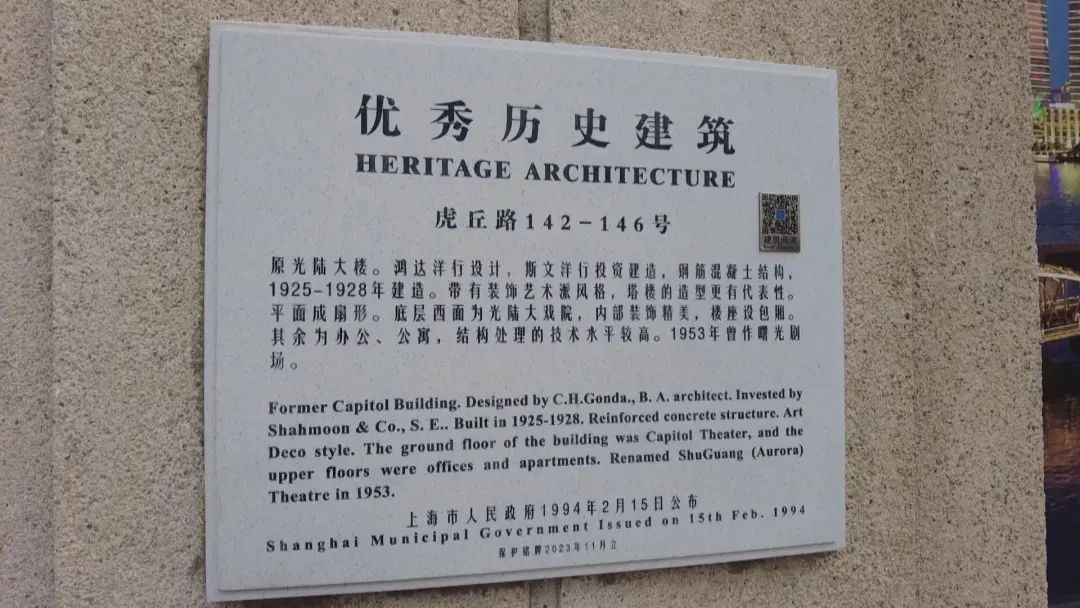 优秀历史建筑
HERITAGE ARCHITECTURE
虎丘路142-146号
建筑阅读
原光陆大楼。鸿达洋行设计，斯文洋行投资建造，钢筋混凝土结构，
1925-1928年建造。带有装饰艺术派风格，塔楼的造型更有代表性。
平面成扇形。底层西面为光陆大戏院，内部装饰精美，楼座设包厢。
其余为办公、公寓，结构处理的技术水平较高。1953年曾作曙光剧
场。
Former Capitol Building. Designed by C.H.Gonda., B. A. architect. Invested by
Shahmoon & Co., S. E.. Built in 1925-1928. Reinforced concrete structure. Art
Deco style. The ground floor of the building was Capitol Theater, and the
upper floors were offices and apartments. Renamed ShuGuang (Aurora)
Theatre in 1953.
上海市人民政府1994年2月15日公布
Shanghai Municipal Government Issued on 15th Feb. 1994
保护铭牌2023年11月立